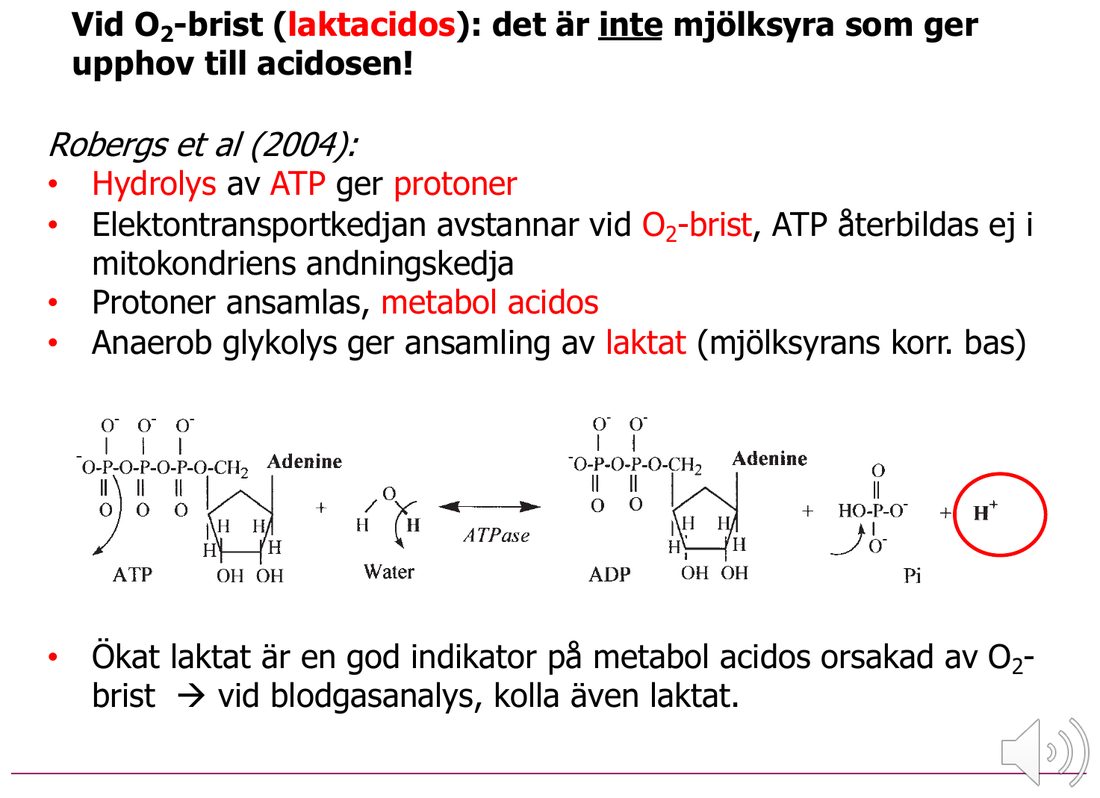 Vid O₂-brist (laktacidos): det är inte mjölksyra som ger
upphov till acidosen!
Robergs et al (2004):
• Hydrolys av ATP ger protoner
• Elektontransportkedjan avstannar vid O₂-brist, ATP återbildas ej i
mitokondriens andningskedja
• Protoner ansamlas, metabol acidos
• Anaerob glykolys ger ansamling av laktat (mjölksyrans korr. bas)
O⁻ O⁻ O⁻
⁻O-P-O-P-O-P-O-CH₂ Adenine
O O O
H H
H H
OH OH
ATP
+
O
H H
Water
ATPase
O⁻ O⁻
⁻O-P-O-P-O-CH₂ Adenine
O O
H H
H H
OH OH
ADP
+
O
HO-P-O⁻
O⁻
Pi
+ H⁺
• Ökat laktat är en god indikator på metabol acidos orsakad av O₂-
brist → vid blodgasanalys, kolla även laktat.